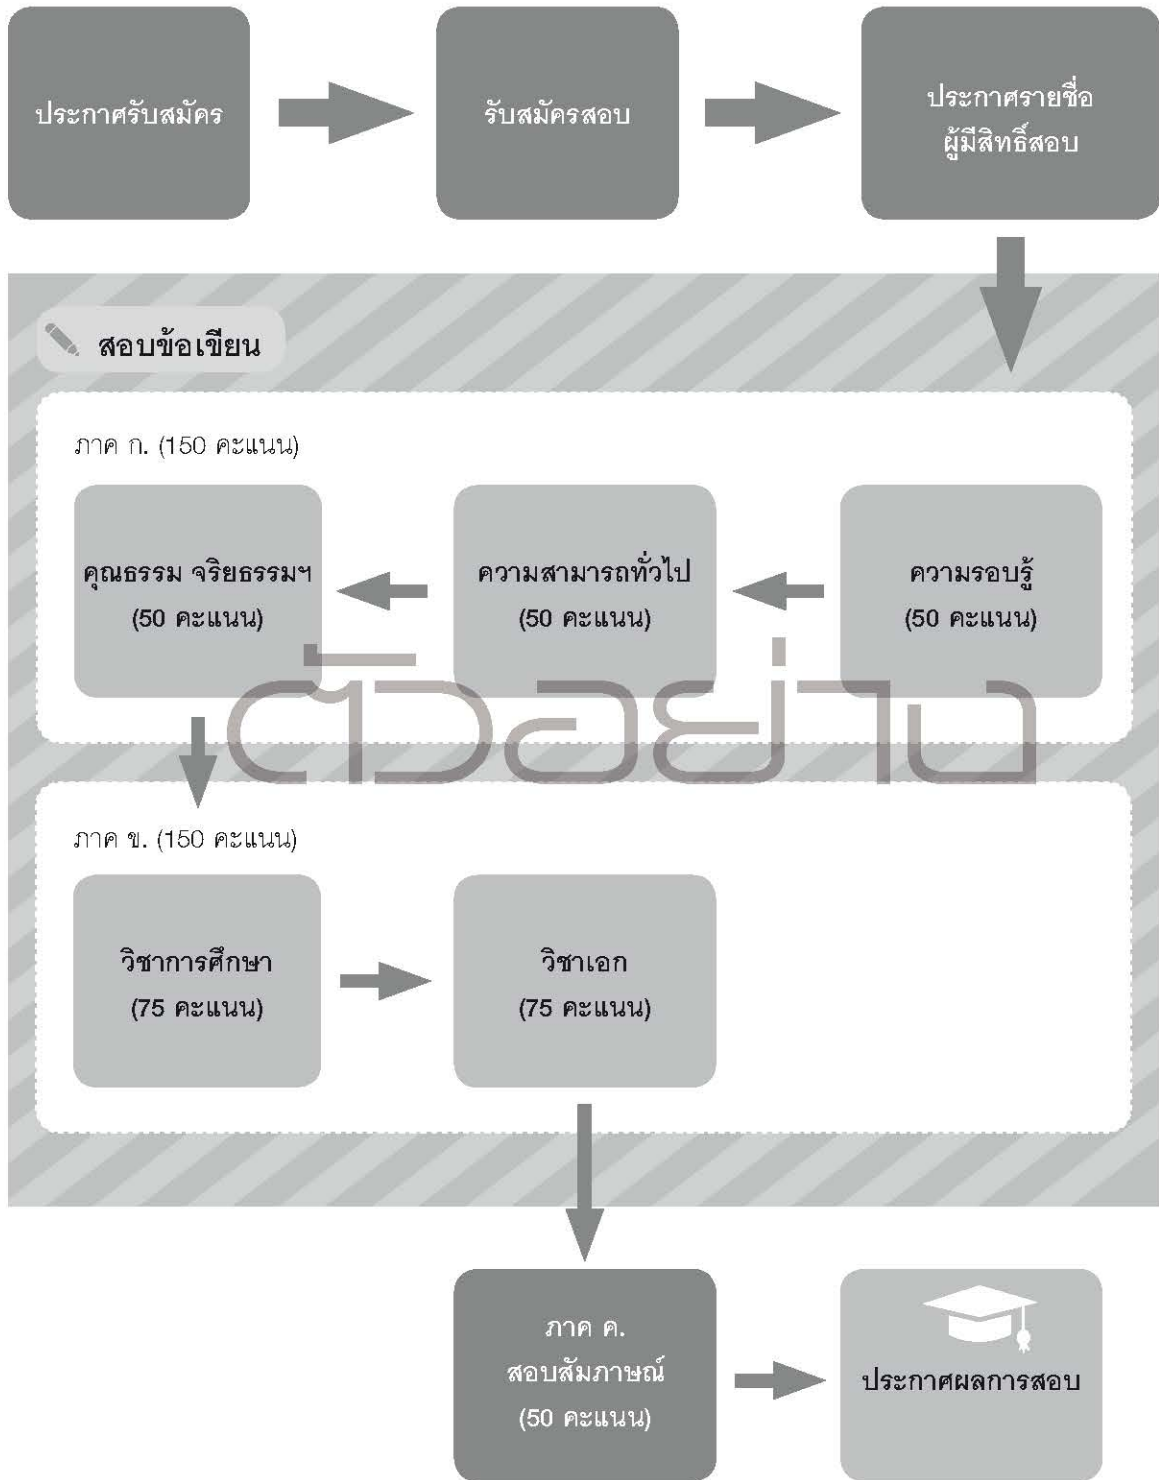 ประกาศรับสมัคร
รับสมัครสอบ
ประกาศรายชื่อ
ผู้มีสิทธิ์สอบ
สอบข้อเขียน
ภาค ก. (150 คะแนน)
คุณธรรม จริยธรรมฯ
(50 คะแนน)
ความสามารถทั่วไป
(50 คะแนน)
ความรอบรู้
(50 คะแนน)
ตัวอย่าง
ภาค ข. (150 คะแนน)
วิชาการศึกษา
(75 คะแนน)
วิชาเอก
(75 คะแนน)
ภาค ค.
สอบสัมภาษณ์
(50 คะแนน)
ประกาศผลการสอบ